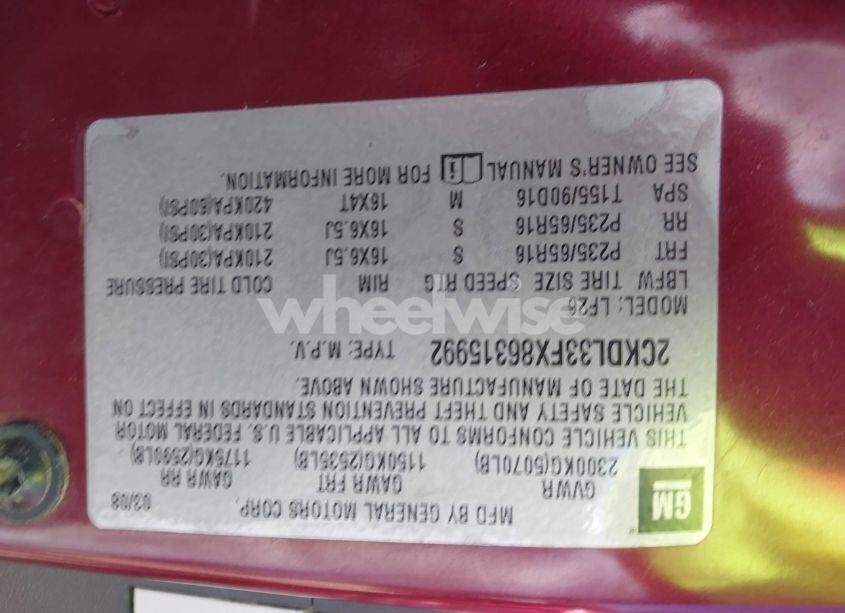 GM
MFD BY GENERAL MOTORS CORP. 03/08
GVWR GAWR FRT GAWR RR
2300KG(5070LB) 1150KG(2535LB) 1175KG(2590LB)
THIS VEHICLE CONFORMS TO ALL APPLICABLE U.S. FEDERAL MOTOR
VEHICLE SAFETY AND THEFT PREVENTION STANDARDS IN EFFECT ON
THE DATE OF MANUFACTURE SHOWN ABOVE.
2CKDL33FX86315992 TYPE: M.P.V.
MODEL: LF26
LBFW TIRE SIZE SPEED RTG RIM COLD TIRE PRESSURE
FRT P235/65R16 S 16X6.5J 210KPA(30PSI)
RR P235/65R16 S 16X6.5J 210KPA(30PSI)
SPA T155/90D16 M 16X4T 420KPA(60PSI)
SEE OWNER'S MANUAL i FOR MORE INFORMATION.
wheelwise